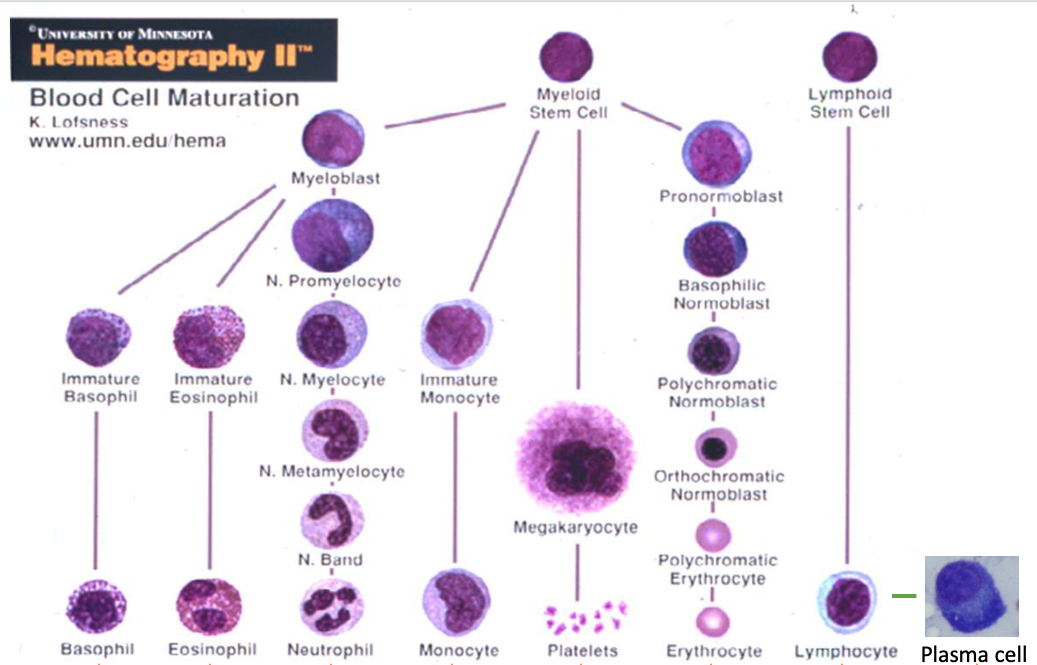 ©UNIVERSITY OF MINNESOTA
Hematography II™
Blood Cell Maturation
K. Lofsness
www.umn.edu/hema
Myeloid
Stem Cell
Lymphoid
Stem Cell
Myeloblast
Pronormoblast
N. Promyelocyte
Basophilic
Normoblast
Immature
Basophil
Immature
Eosinophil
N. Myelocyte
Immature
Monocyte
Polychromatic
Normoblast
N. Metamyelocyte
Orthochromatic
Normoblast
Megakaryocyte
N. Band
Polychromatic
Erythrocyte
Basophil
Eosinophil
Neutrophil
Monocyte
Platelets
Erythrocyte
Lymphocyte
Plasma cell